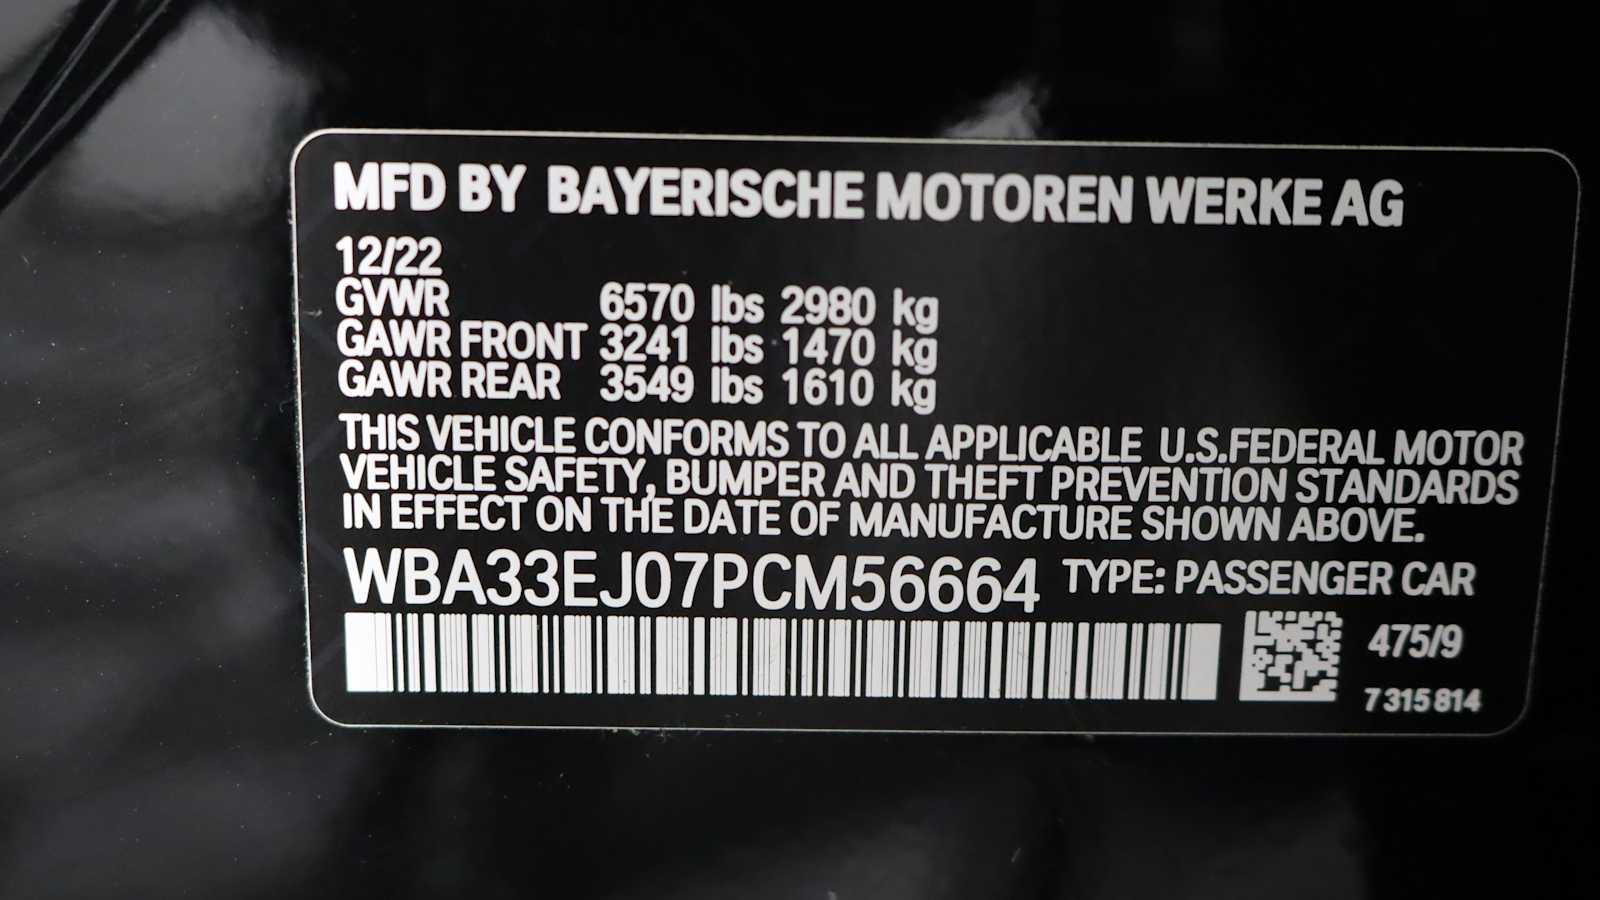 MFD BY BAYERISCHE MOTOREN WERKE AG
12/22
GVWR 6570 lbs 2980 kg
GAWR FRONT 3241 lbs 1470 kg
GAWR REAR 3549 lbs 1610 kg
THIS VEHICLE CONFORMS TO ALL APPLICABLE U.S.FEDERAL MOTOR
VEHICLE SAFETY, BUMPER AND THEFT PREVENTION STANDARDS
IN EFFECT ON THE DATE OF MANUFACTURE SHOWN ABOVE.
WBA33EJ07PCM56664 TYPE: PASSENGER CAR
475/9
7 315 814